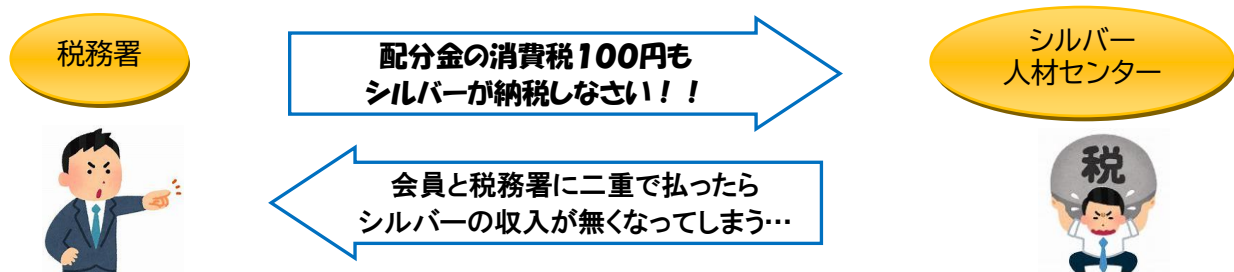 税務署
配分金の消費税100円も
シルバーが納税しなさい！！
シルバー
人材センター
会員と税務署に二重で払ったら
シルバーの収入が無くなってしまう…
税